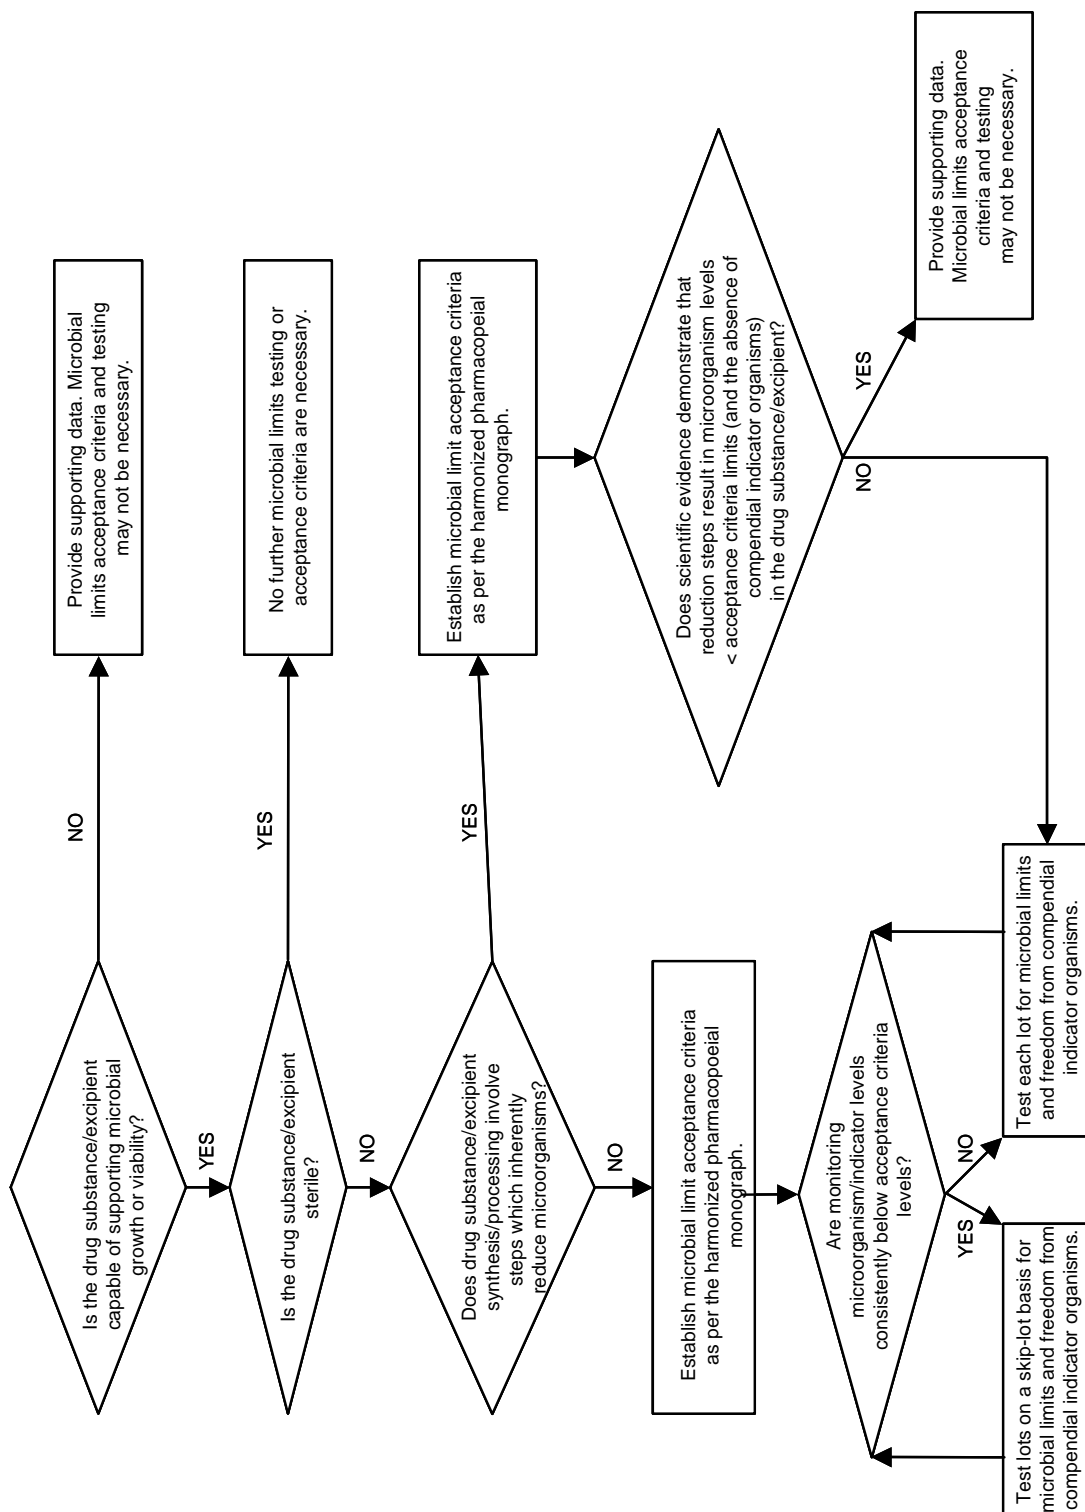 Is the drug substance/excipient
capable of supporting microbial
growth or viability?
NO
Provide supporting data. Microbial
limits acceptance criteria and testing
may not be necessary.
YES
Is the drug substance/excipient
sterile?
YES
No further microbial limits testing or
acceptance criteria are necessary.
NO
Does drug substance/excipient
synthesis/processing involve
steps which inherently
reduce microorganisms?
YES
Establish microbial limit acceptance criteria
as per the harmonized pharmacopeial
monograph.
NO
Establish microbial limit acceptance criteria
as per the harmonized pharmacopoeial
monograph.
Does scientific evidence demonstrate that
reduction steps result in microorganism levels
< acceptance criteria limits (and the absence of
compendial indicator organisms)
in the drug substance/excipient?
YES
Provide supporting data.
Microbial limits acceptance
criteria and testing
may not be necessary.
NO
Are monitoring
microorganism/indicator levels
consistently below acceptance criteria
levels?
YES
NO
Test lots on a skip-lot basis for
microbial limits and freedom from
compendial indicator organisms.
Test each lot for microbial limits
and freedom from compendial
indicator organisms.